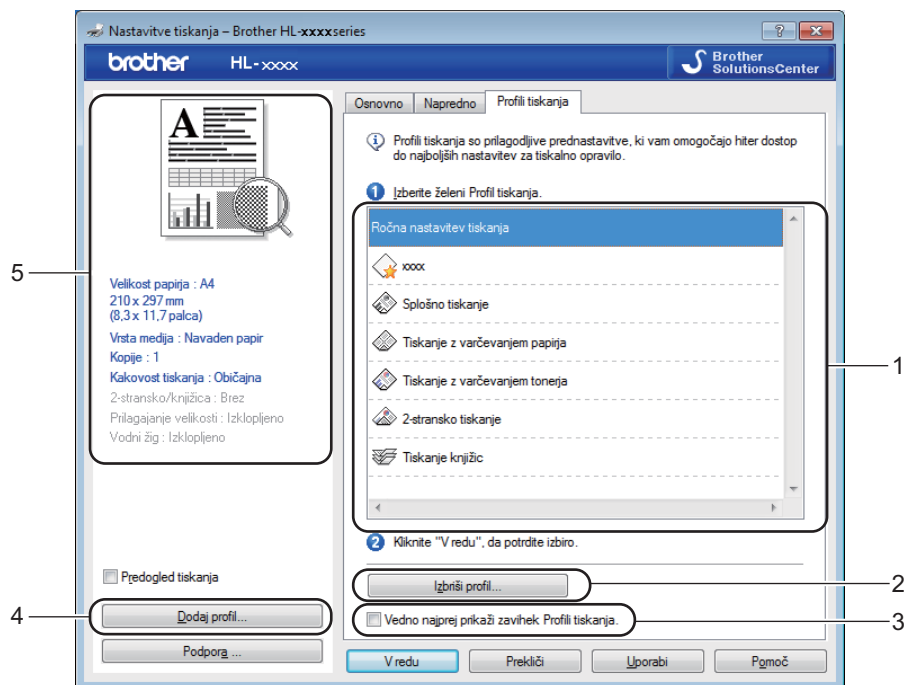 Nastavitve tiskanja – Brother HL-xxxx series
brother HL-xxxx
Brother
SolutionsCenter
A
Velikost papirja : A4
210 x 297 mm
(8,3 x 11,7 palca)
Vrsta medija : Navaden papir
Kopije : 1
Kakovost tiskanja : Običajna
2-stransko/knjižica : Brez
Prilagajanje velikosti : Izklopljeno
Vodni žig : Izklopljeno
5
Predogled tiskanja
Dodaj profil...
4
Podpora ...
Osnovno Napredno Profili tiskanja
Profili tiskanja so prilagodljive prednastavitve, ki vam omogočajo hiter dostop
do najboljših nastavitev za tiskalno opravilo.
1 Izberite želeni Profil tiskanja.
Ročna nastavitev tiskanja
xxxx
Splošno tiskanje
Tiskanje z varčevanjem papirja
Tiskanje z varčevanjem tonerja
2-stransko tiskanje
Tiskanje knjižic
1
2 Kliknite "V redu", da potrdite izbiro.
Izbriši profil...
2
Vedno najprej prikaži zavihek Profili tiskanja.
3
V redu Prekliči Uporabi Pomoč